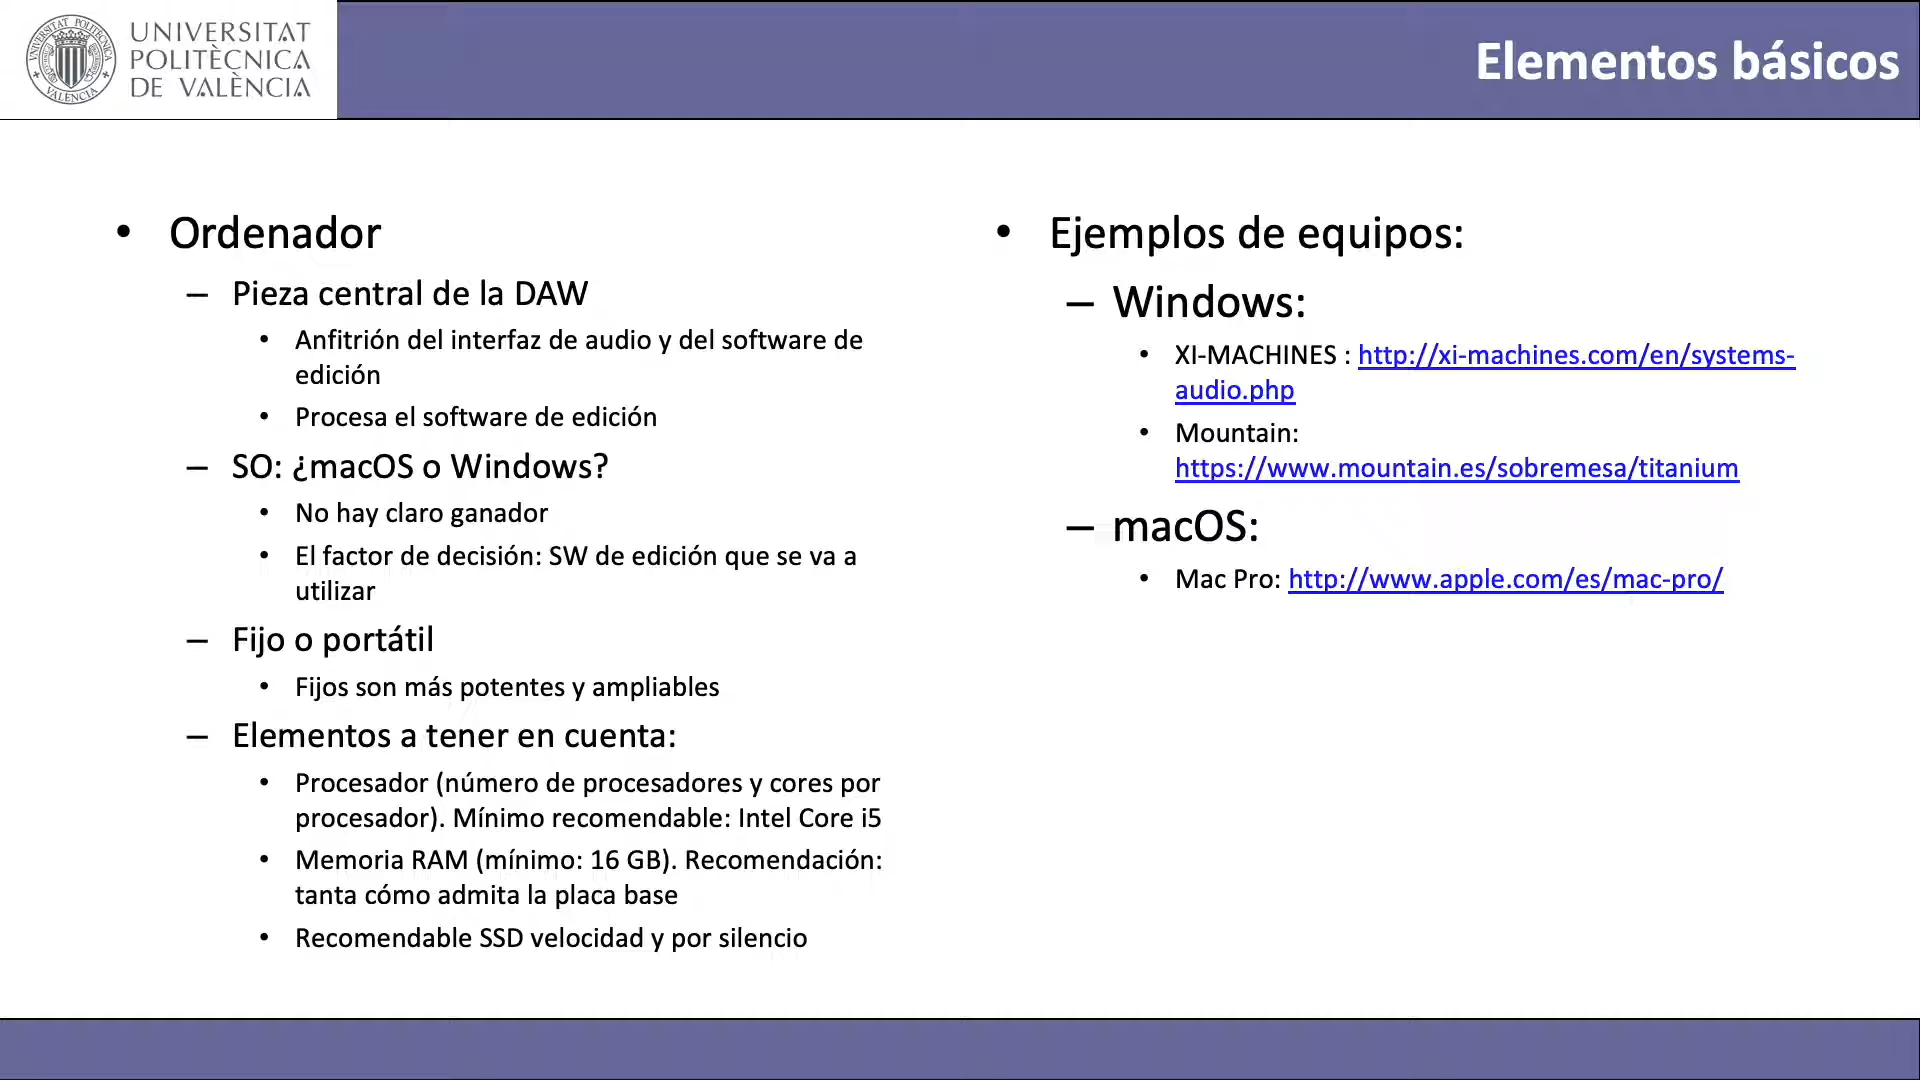 UNIVERSITAT
POLITÈCNICA
DE VALÈNCIA
Elementos básicos
• Ordenador
– Pieza central de la DAW
• Anfitrión del interfaz de audio y del software de
edición
• Procesa el software de edición
– SO: ¿macOS o Windows?
• No hay claro ganador
• El factor de decisión: SW de edición que se va a
utilizar
– Fijo o portátil
• Fijos son más potentes y ampliables
– Elementos a tener en cuenta:
• Procesador (número de procesadores y cores por
procesador). Mínimo recomendable: Intel Core i5
• Memoria RAM (mínimo: 16 GB). Recomendación:
tanta cómo admita la placa base
• Recomendable SSD velocidad y por silencio
• Ejemplos de equipos:
– Windows:
• XI-MACHINES : http://xi-machines.com/en/systems-
audio.php
• Mountain:
https://www.mountain.es/sobremesa/titanium
– macOS:
• Mac Pro: http://www.apple.com/es/mac-pro/